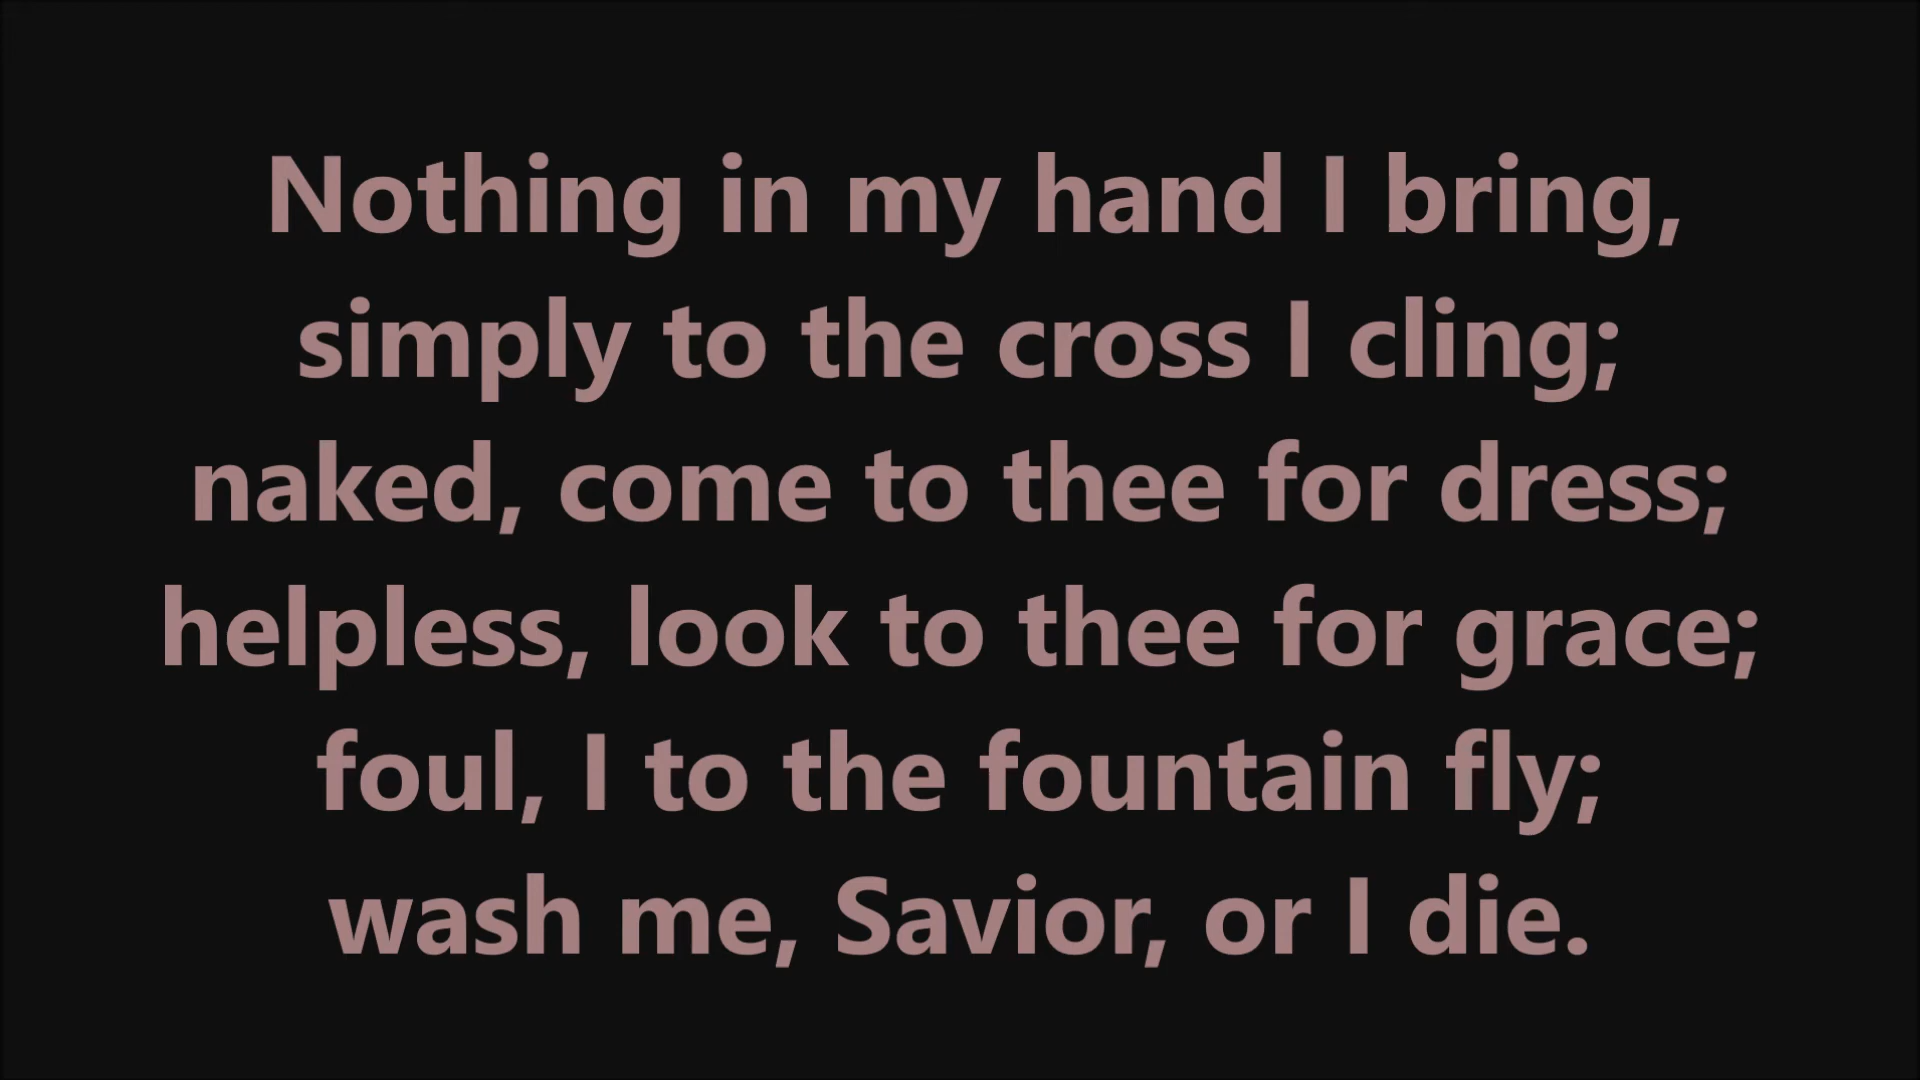 Nothing in my hand I bring,
simply to the cross I cling;
naked, come to thee for dress;
helpless, look to thee for grace;
foul, I to the fountain fly;
wash me, Savior, or I die.